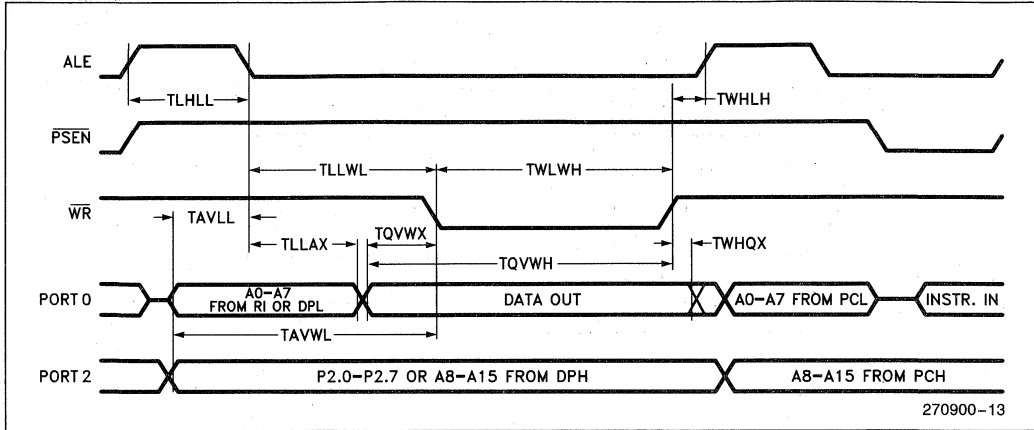 ALE
TLHLL
TWHLH
PSEN
TLLWL
TWLWH
WR
TAVLL
TQVWX
TLLAX
TWHQX
TQVWH
PORT 0
A0-A7
FROM RI OR DPL
DATA OUT
A0-A7 FROM PCL
INSTR. IN
TAVWL
PORT 2
P2.0-P2.7 OR A8-A15 FROM DPH
A8-A15 FROM PCH
270900-13